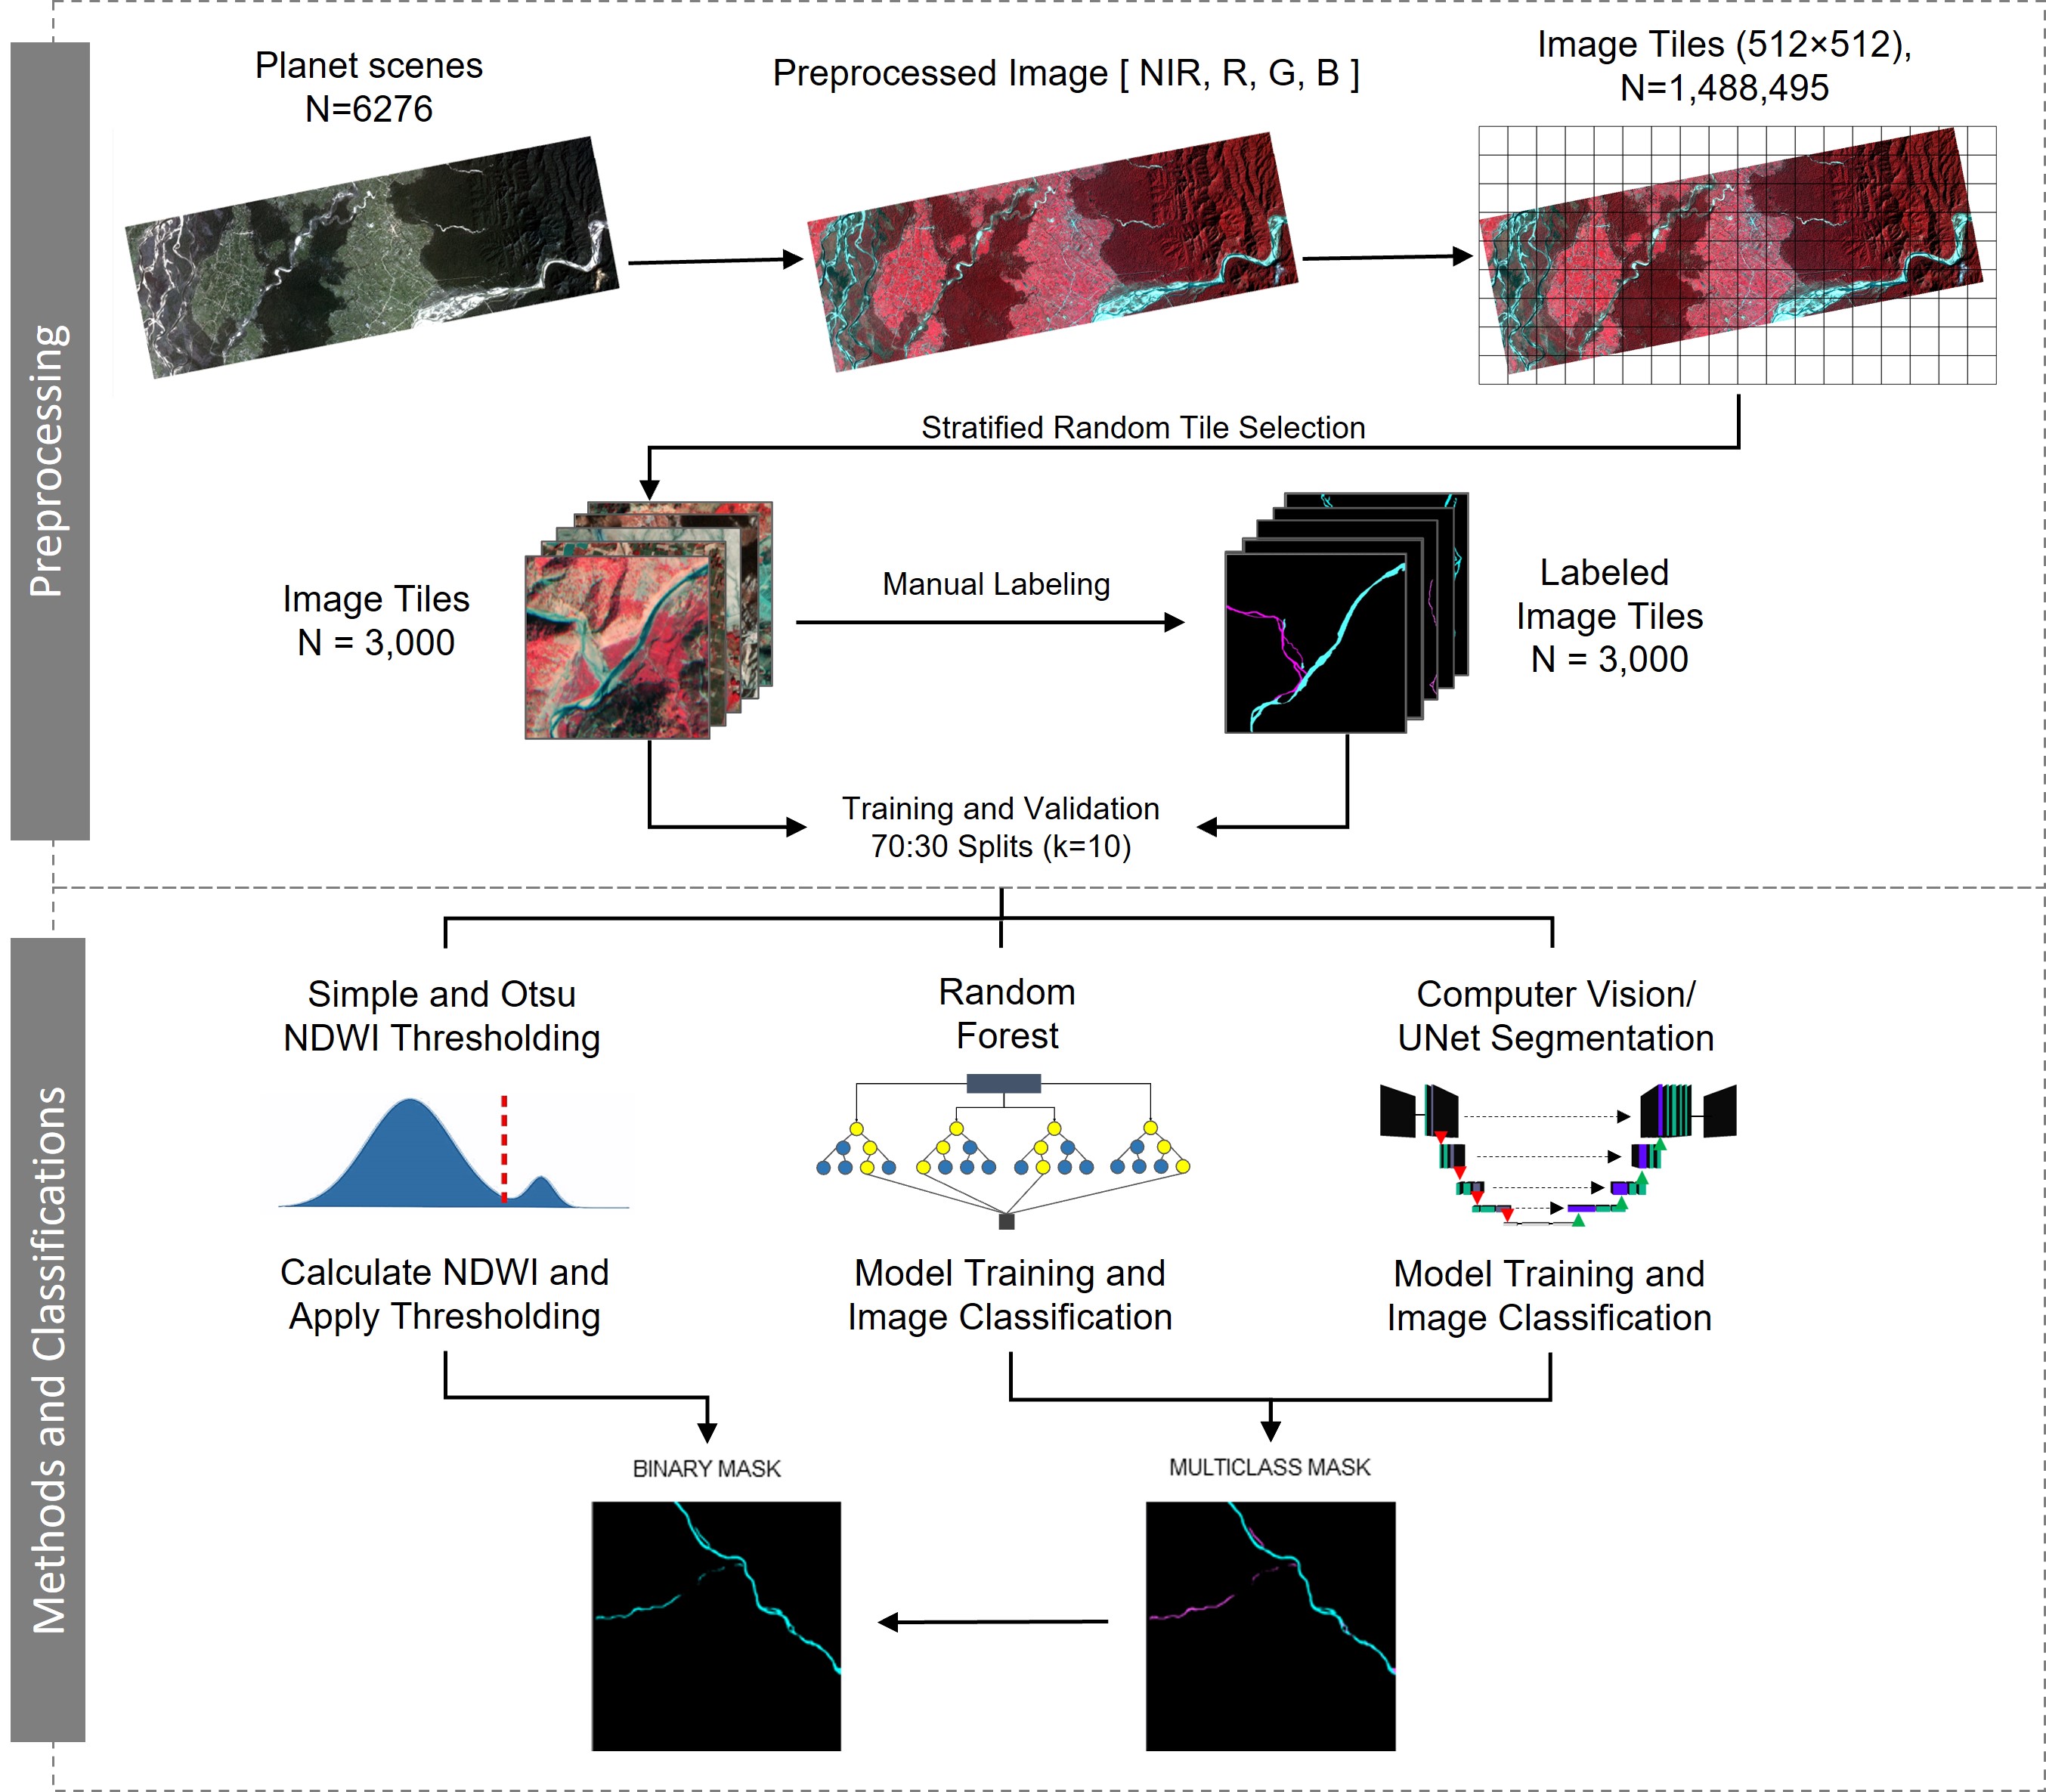 Preprocessing
Planet scenes
N=6276
Preprocessed Image [ NIR, R, G, B ]
Image Tiles (512×512),
N=1,488,495
Stratified Random Tile Selection
Image Tiles
N = 3,000
Manual Labeling
Labeled
Image Tiles
N = 3,000
Training and Validation
70:30 Splits (k=10)
Methods and Classifications
Simple and Otsu
NDWI Thresholding
Random
Forest
Computer Vision/
UNet Segmentation
Calculate NDWI and
Apply Thresholding
Model Training and
Image Classification
Model Training and
Image Classification
BINARY MASK
MULTICLASS MASK